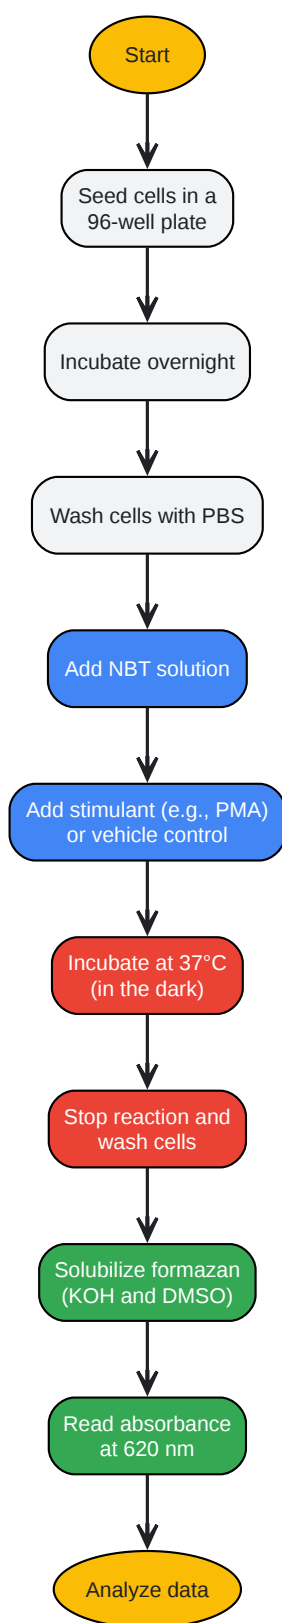 Start
Seed cells in a
96-well plate
Incubate overnight
Wash cells with PBS
Add NBT solution
Add stimulant (e.g., PMA)
or vehicle control
Incubate at 37°C
(in the dark)
Stop reaction and
wash cells
Solubilize formazan
(KOH and DMSO)
Read absorbance
at 620 nm
Analyze data